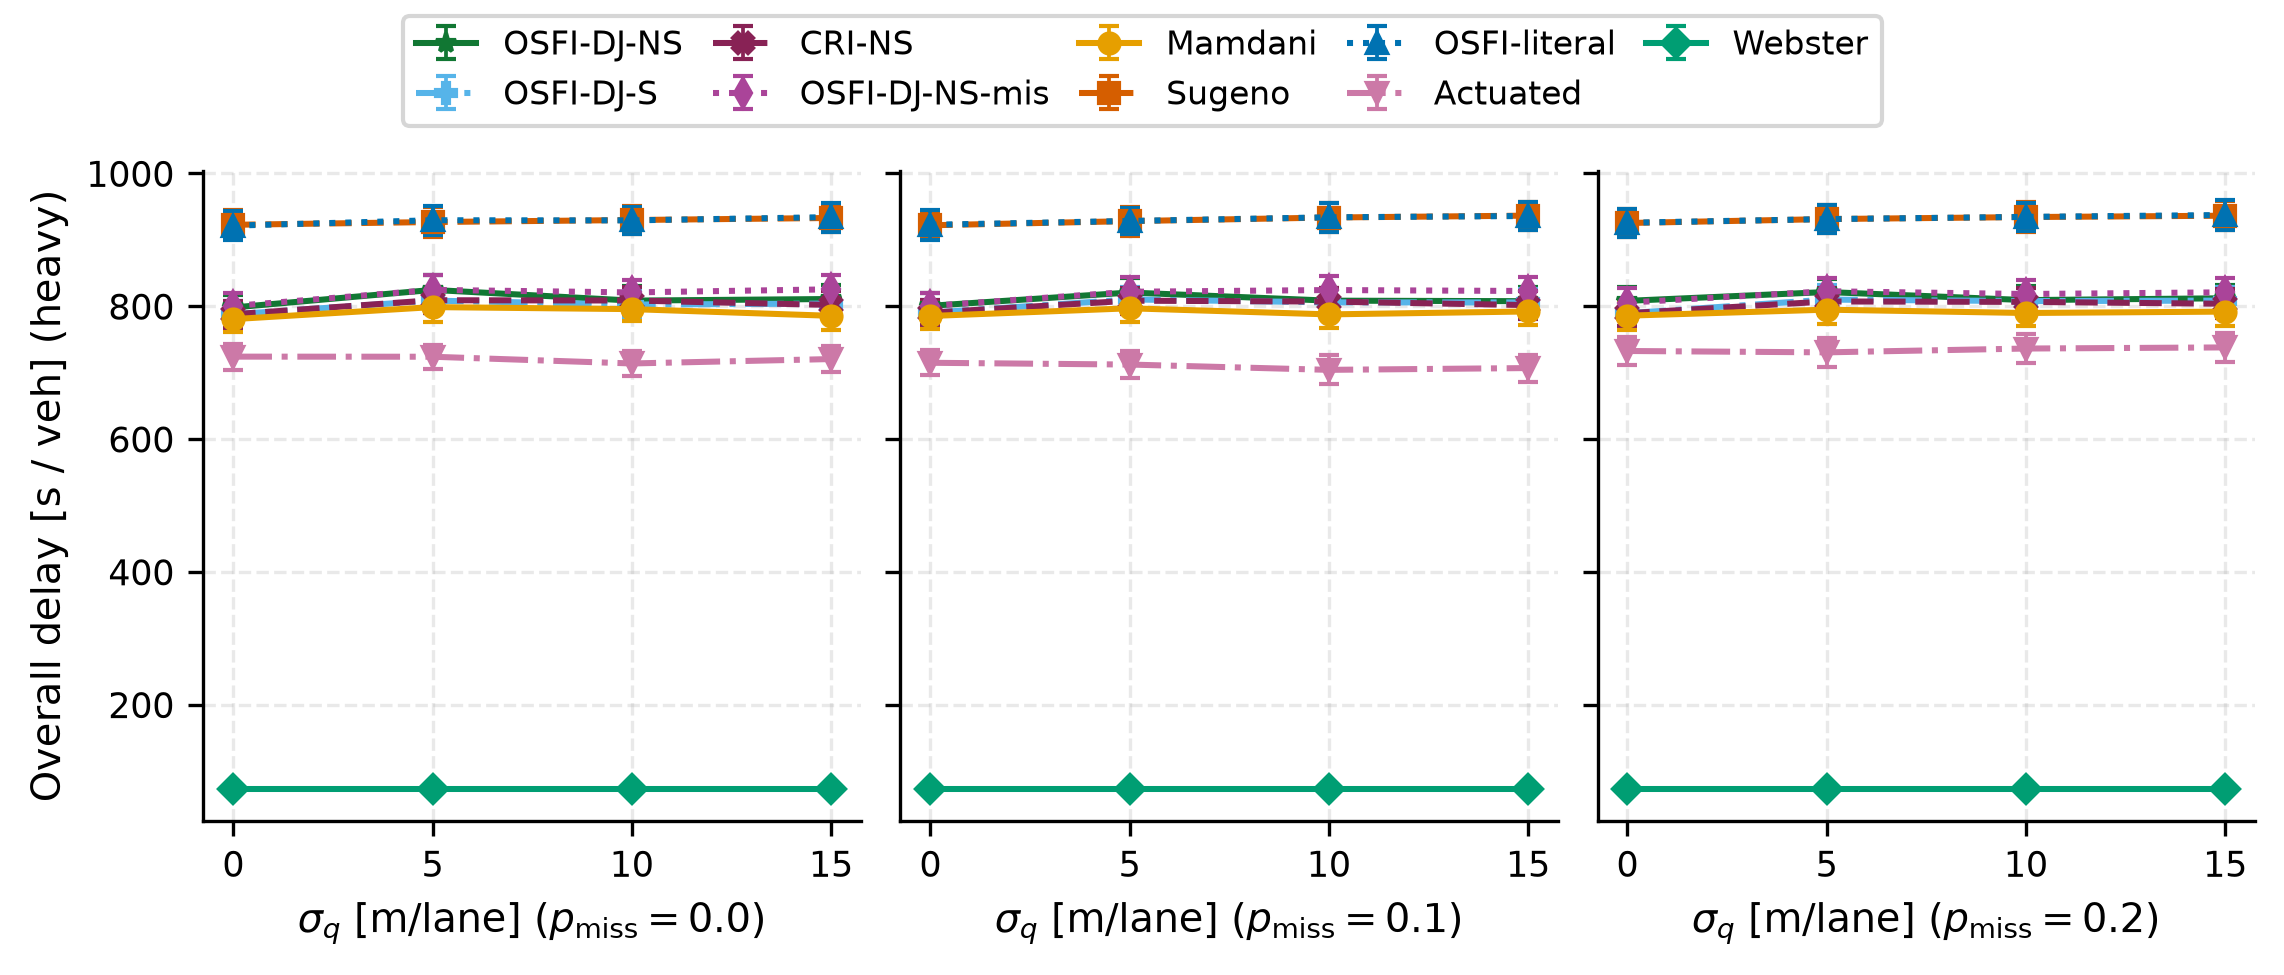 OSFI-DJ-NS CRI-NS Mamdani OSFI-literal Webster
OSFI-DJ-S OSFI-DJ-NS-mis Sugeno Actuated
Overall delay [s / veh] (heavy)
1000
800
600
400
200
0 5 10 15
0 5 10 15
0 5 10 15
σq [m/lane] (pmiss = 0.0)
σq [m/lane] (pmiss = 0.1)
σq [m/lane] (pmiss = 0.2)